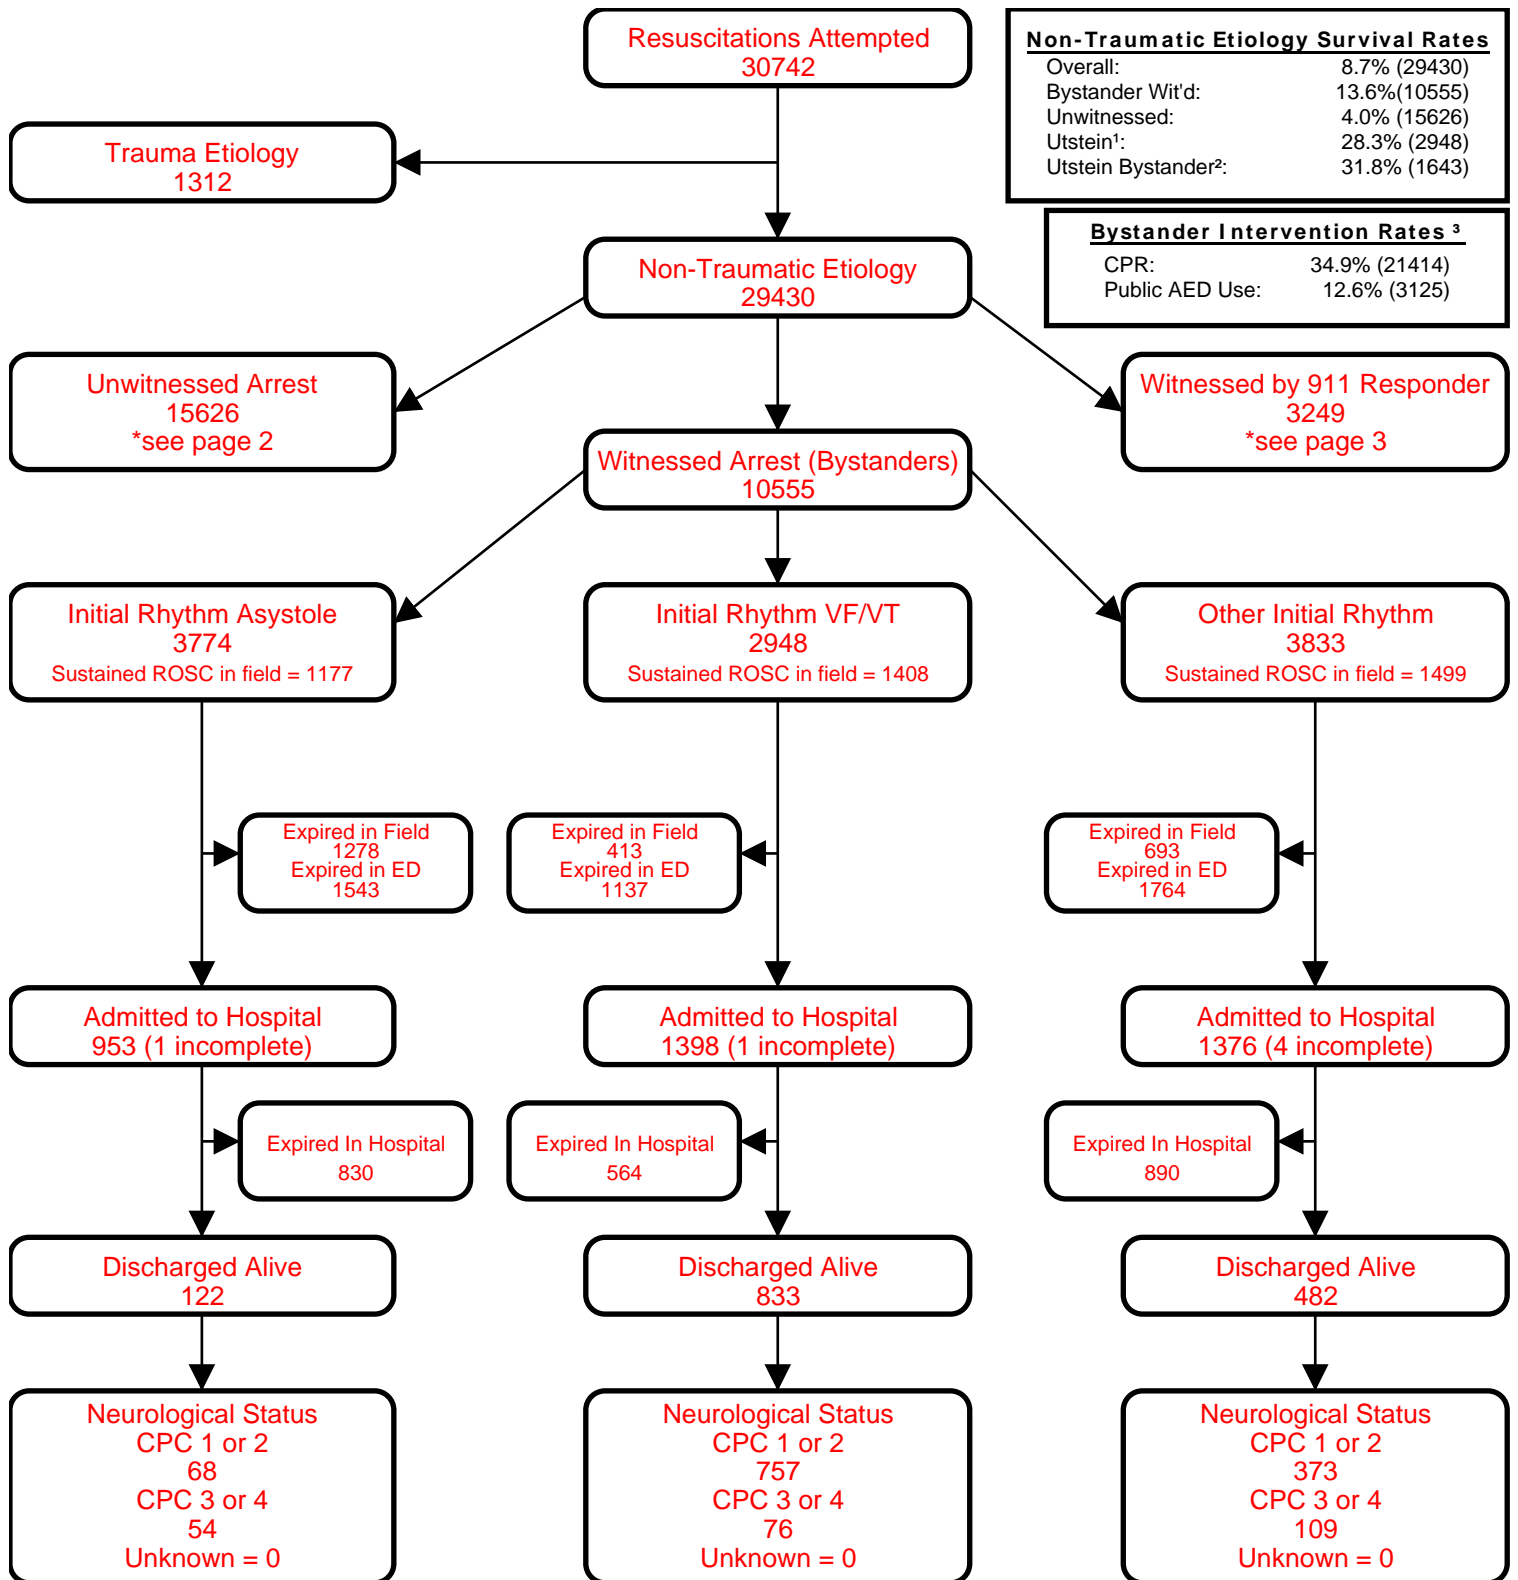 Resuscitations Attempted
30742
Non-Traumatic Etiology Survival Rates
Overall: 8.7% (29430)
Bystander Wit'd: 13.6%(10555)
Unwitnessed: 4.0% (15626)
Utstein¹: 28.3% (2948)
Utstein Bystander²: 31.8% (1643)
Trauma Etiology
1312
Bystander Intervention Rates ³
CPR: 34.9% (21414)
Public AED Use: 12.6% (3125)
Non-Traumatic Etiology
29430
Unwitnessed Arrest
15626
*see page 2
Witnessed by 911 Responder
3249
*see page 3
Witnessed Arrest (Bystanders)
10555
Initial Rhythm Asystole
3774
Sustained ROSC in field = 1177
Initial Rhythm VF/VT
2948
Sustained ROSC in field = 1408
Other Initial Rhythm
3833
Sustained ROSC in field = 1499
Expired in Field
1278
Expired in ED
1543
Expired in Field
413
Expired in ED
1137
Expired in Field
693
Expired in ED
1764
Admitted to Hospital
953 (1 incomplete)
Admitted to Hospital
1398 (1 incomplete)
Admitted to Hospital
1376 (4 incomplete)
Expired In Hospital
830
Expired In Hospital
564
Expired In Hospital
890
Discharged Alive
122
Discharged Alive
833
Discharged Alive
482
Neurological Status
CPC 1 or 2
68
CPC 3 or 4
54
Unknown = 0
Neurological Status
CPC 1 or 2
757
CPC 3 or 4
76
Unknown = 0
Neurological Status
CPC 1 or 2
373
CPC 3 or 4
109
Unknown = 0